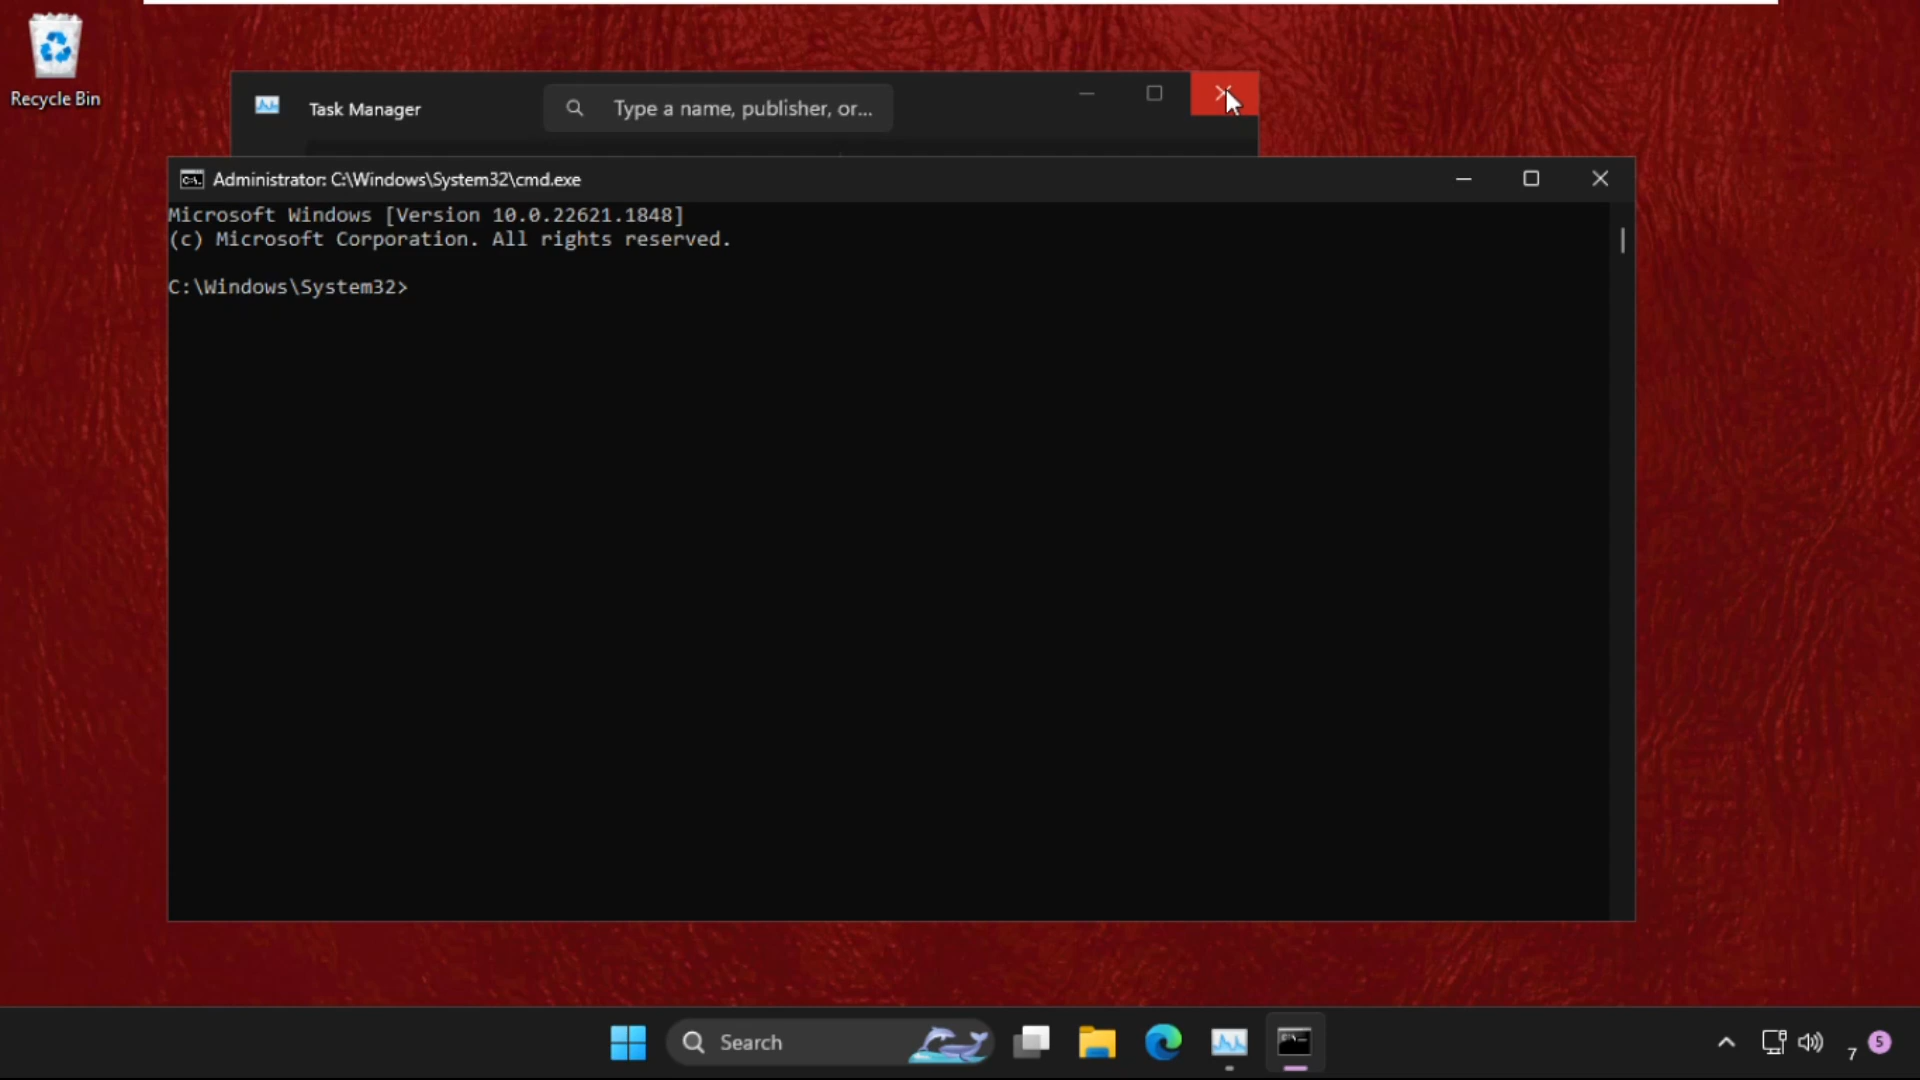 Recycle Bin
Task Manager
Type a name, publisher, or...
Administrator: C:\Windows\System32\cmd.exe
Microsoft Windows [Version 10.0.22621.1848]
(c) Microsoft Corporation. All rights reserved.
C:\Windows\System32>
Search
7
5